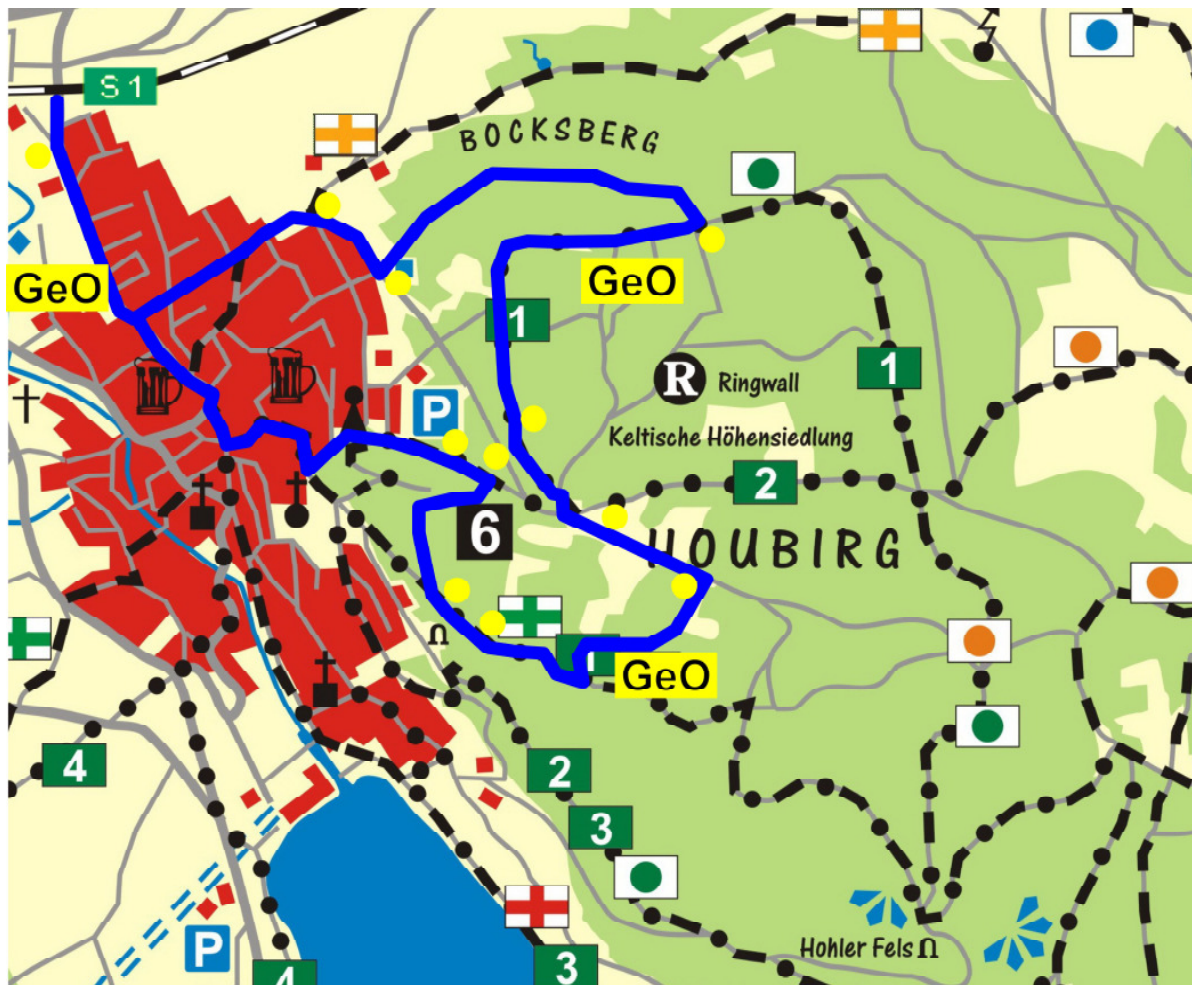 S 1
BOCKSBERG
GeO
GeO
1
1
R Ringwall
P
Keltische Höhensiedlung
2
6
HOUBIRG
GeO
4
2
3
P
Hohler Fels
3
4